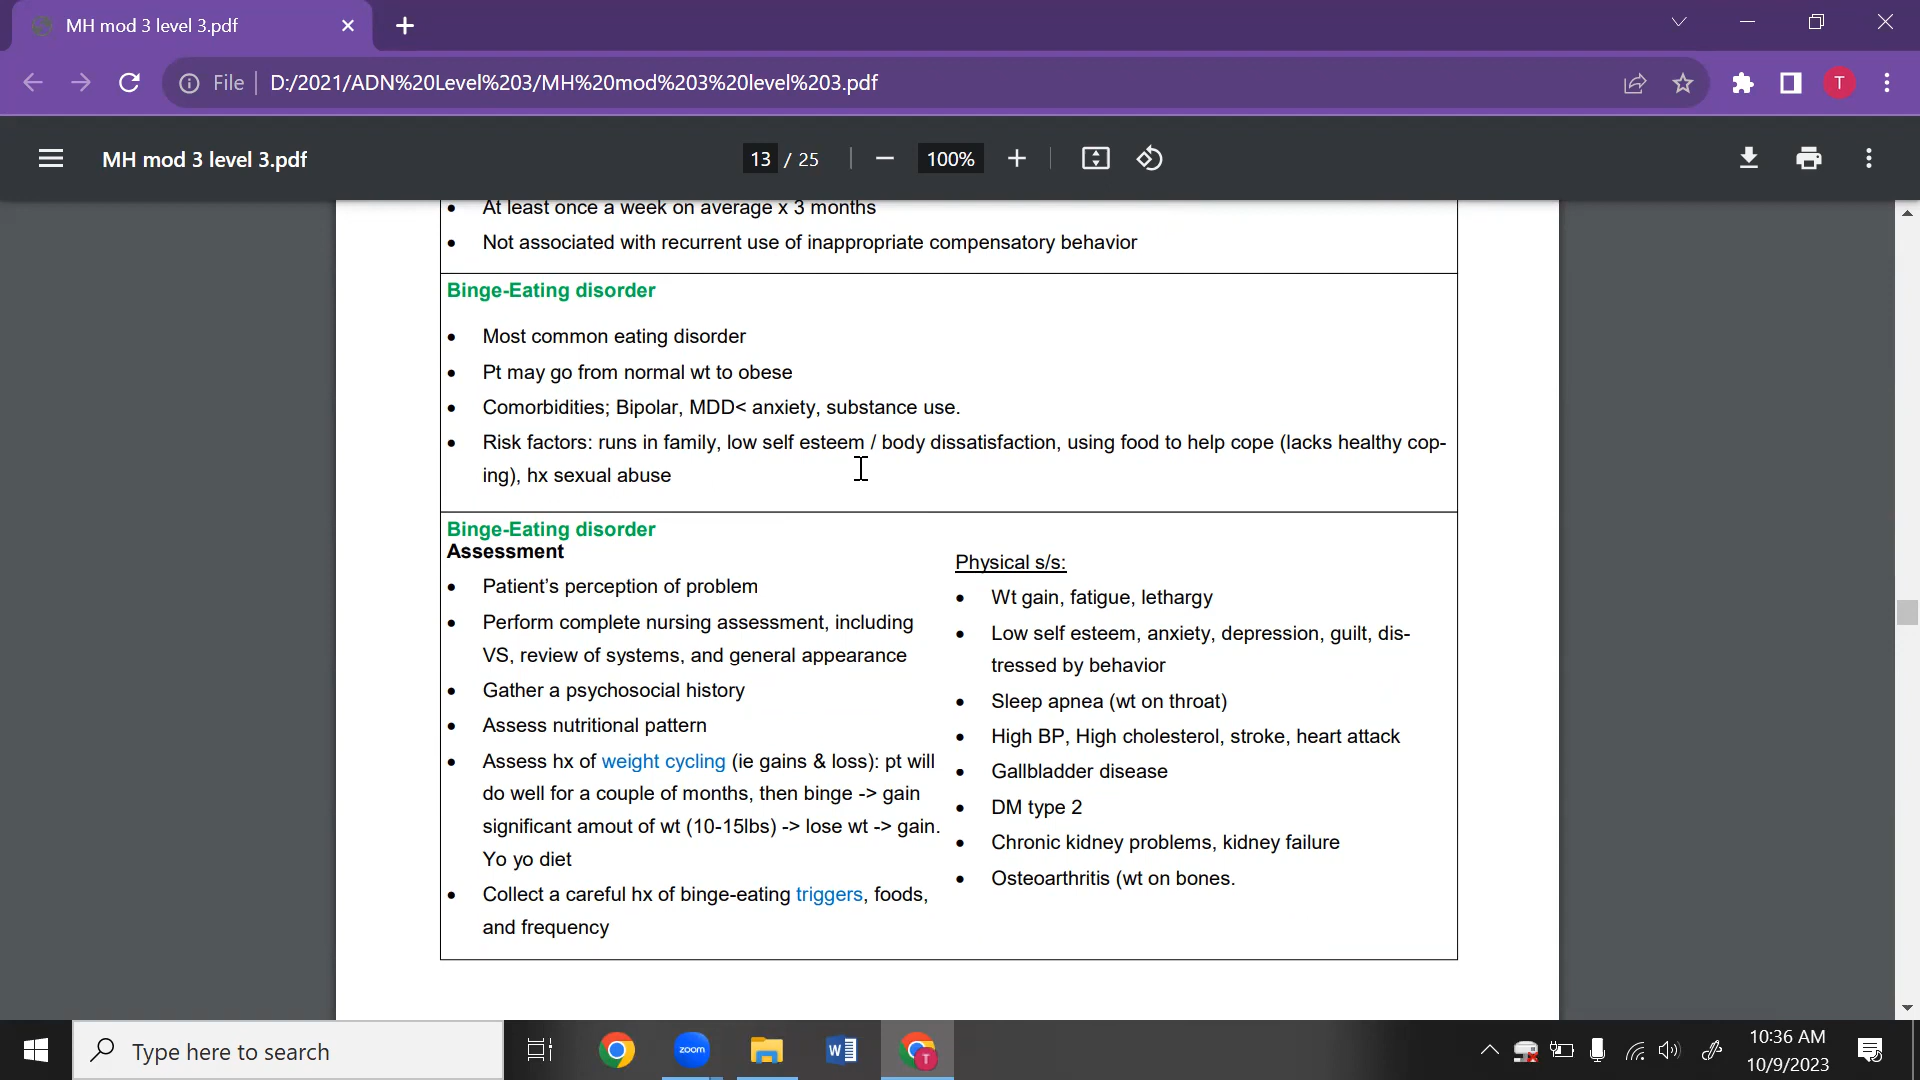 MH mod 3 level 3.pdf
File
D:/2021/ADN%20Level%203/MH%20mod%203%20level%203.pdf
T
MH mod 3 level 3.pdf
13 / 25
100%
• At least once a week on average x 3 months
• Not associated with recurrent use of inappropriate compensatory behavior
Binge-Eating disorder
• Most common eating disorder
• Pt may go from normal wt to obese
• Comorbidities; Bipolar, MDD< anxiety, substance use.
• Risk factors: runs in family, low self esteem / body dissatisfaction, using food to help cope (lacks healthy cop-
ing), hx sexual abuse
Binge-Eating disorder
Assessment
• Patient's perception of problem
• Perform complete nursing assessment, including
VS, review of systems, and general appearance
• Gather a psychosocial history
• Assess nutritional pattern
• Assess hx of weight cycling (ie gains & loss): pt will
do well for a couple of months, then binge -> gain
significant amout of wt (10-15lbs) -> lose wt -> gain.
Yo yo diet
• Collect a careful hx of binge-eating triggers, foods,
and frequency
Physical s/s:
• Wt gain, fatigue, lethargy
• Low self esteem, anxiety, depression, guilt, dis-
tressed by behavior
• Sleep apnea (wt on throat)
• High BP, High cholesterol, stroke, heart attack
• Gallbladder disease
• DM type 2
• Chronic kidney problems, kidney failure
• Osteoarthritis (wt on bones.
Type here to search
zoom
W
T
10:36 AM
10/9/2023